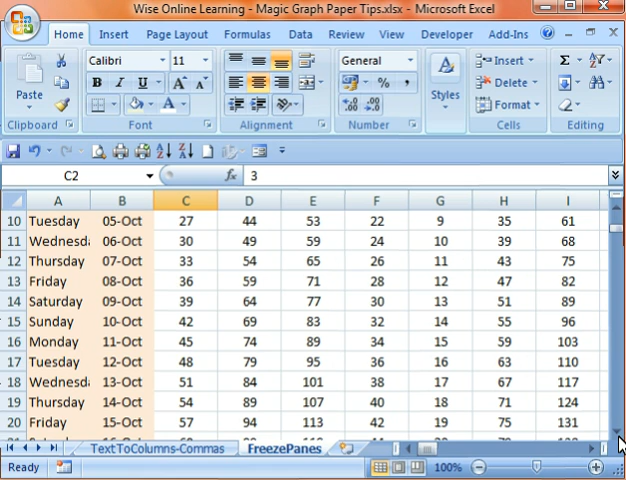 Wise Online Learning - Magic Graph Paper Tips.xlsx - Microsoft Excel
Home Insert Page Layout Formulas Data Review View Developer Add-Ins
Paste Calibri 11 General Styles Insert
B I U A A % , Delete
A Format
Clipboard Font Alignment Number Cells Editing
C2 fx 3
A B C D E F G H I
10 Tuesday 05-Oct 27 44 53 22 9 35 61
11 Wednesda 06-Oct 30 49 59 24 10 39 68
12 Thursday 07-Oct 33 54 65 26 11 43 75
13 Friday 08-Oct 36 59 71 28 12 47 82
14 Saturday 09-Oct 39 64 77 30 13 51 89
15 Sunday 10-Oct 42 69 83 32 14 55 96
16 Monday 11-Oct 45 74 89 34 15 59 103
17 Tuesday 12-Oct 48 79 95 36 16 63 110
18 Wednesda 13-Oct 51 84 101 38 17 67 117
19 Thursday 14-Oct 54 89 107 40 18 71 124
20 Friday 15-Oct 57 94 113 42 19 75 131
TextToColumns-Commas FreezePanes
Ready 100%